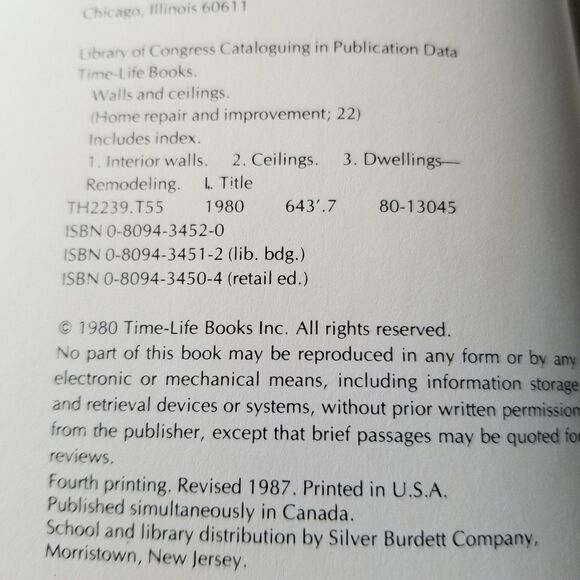 Chicago, Illinois 60611
Library of Congress Cataloguing in Publication Data
Time-Life Books.
Walls and ceilings.
(Home repair and improvement; 22)
Includes index.
1. Interior walls. 2. Ceilings. 3. Dwellings—
Remodeling. I. Title
TH2239.T55 1980 643'.7 80-13045
ISBN 0-8094-3452-0
ISBN 0-8094-3451-2 (lib. bdg.)
ISBN 0-8094-3450-4 (retail ed.)
© 1980 Time-Life Books Inc. All rights reserved.
No part of this book may be reproduced in any form or by any
electronic or mechanical means, including information storage
and retrieval devices or systems, without prior written permission
from the publisher, except that brief passages may be quoted for
reviews.
Fourth printing. Revised 1987. Printed in U.S.A.
Published simultaneously in Canada.
School and library distribution by Silver Burdett Company,
Morristown, New Jersey.